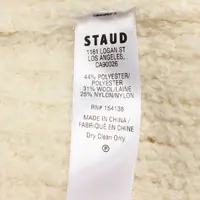 STAUD
1161 LOGAN ST
LOS ANGELES,
CA90026
44% POLYESTER/
POLYESTER
31% WOOL/LAINE
25% NYLON/NYLON
RN# 154138
MADE IN CHINA /
FABRIQUÉ EN CHINE
Dry Clean Only
P